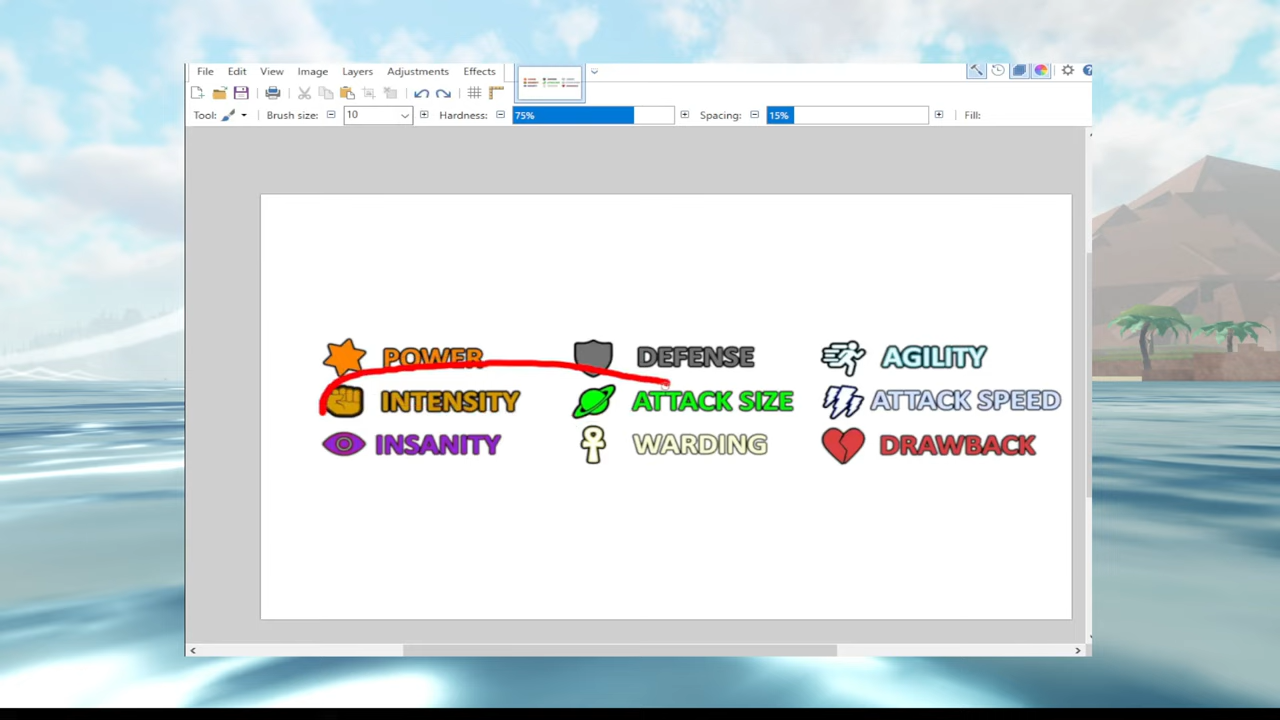 File Edit View Image Layers Adjustments Effects
Tool: Brush size: 10 Hardness: 75% Spacing: 15% Fill:
POWER DEFENSE AGILITY
INTENSITY ATTACK SIZE ATTACK SPEED
INSANITY WARDING DRAWBACK